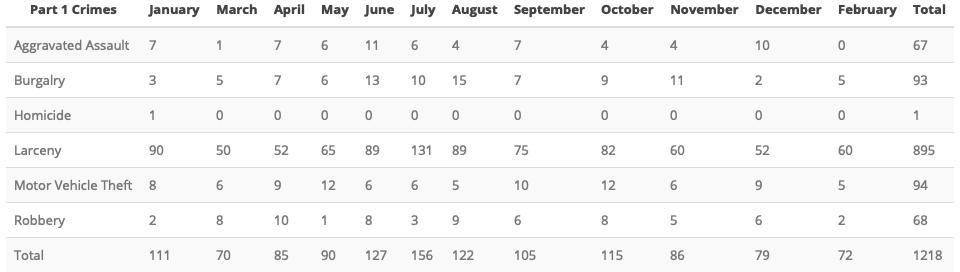 Part 1 Crimes January March April May June July August September October November December February Total
Aggravated Assault 7 1 7 6 11 6 4 7 4 4 10 0 67
Burgalry 3 5 7 6 13 10 15 7 9 11 2 5 93
Homicide 1 0 0 0 0 0 0 0 0 0 0 0 1
Larceny 90 50 52 65 89 131 89 75 82 60 52 60 895
Motor Vehicle Theft 8 6 9 12 6 6 5 10 12 6 9 5 94
Robbery 2 8 10 1 8 3 9 6 8 5 6 2 68
Total 111 70 85 90 127 156 122 105 115 86 79 72 1218